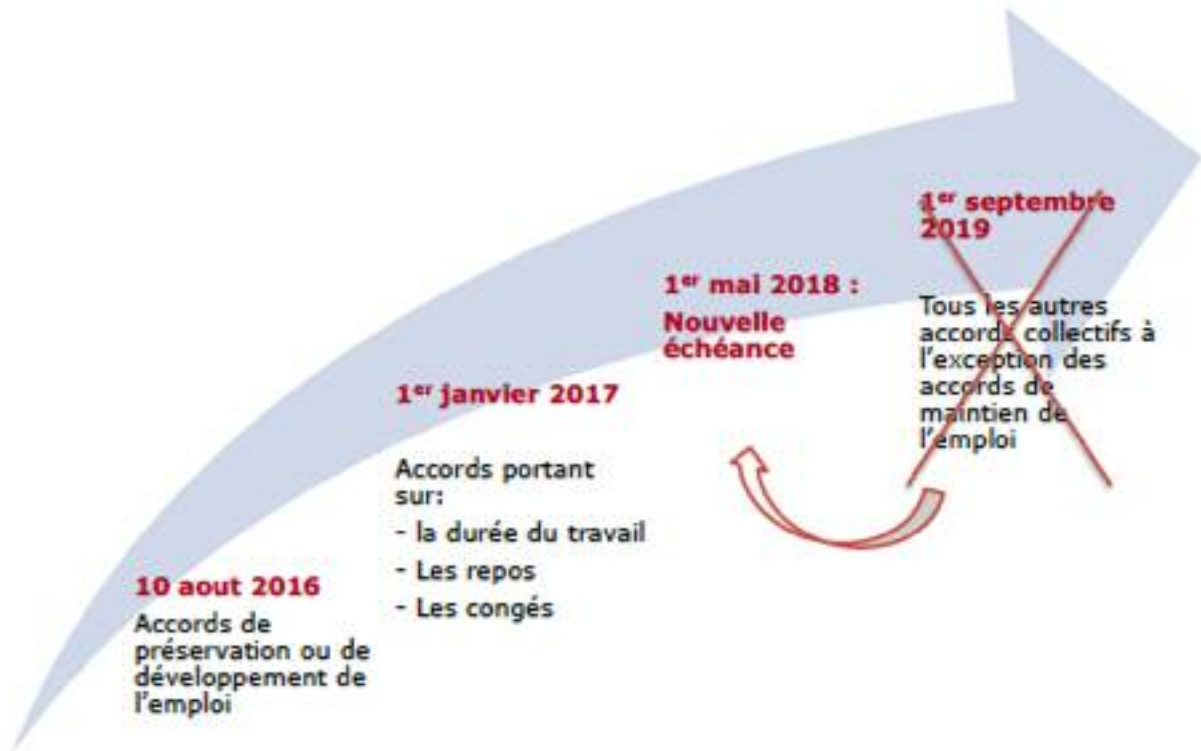 1er septembre
2019
Tous les autres
accords collectifs à
l'exception des
accords de
maintien de
l'emploi
1er mai 2018 :
Nouvelle
échéance
1er janvier 2017
Accords portant
sur:
- la durée du travail
- Les repos
- Les congés
10 aout 2016
Accords de
préservation ou de
développement de
l'emploi